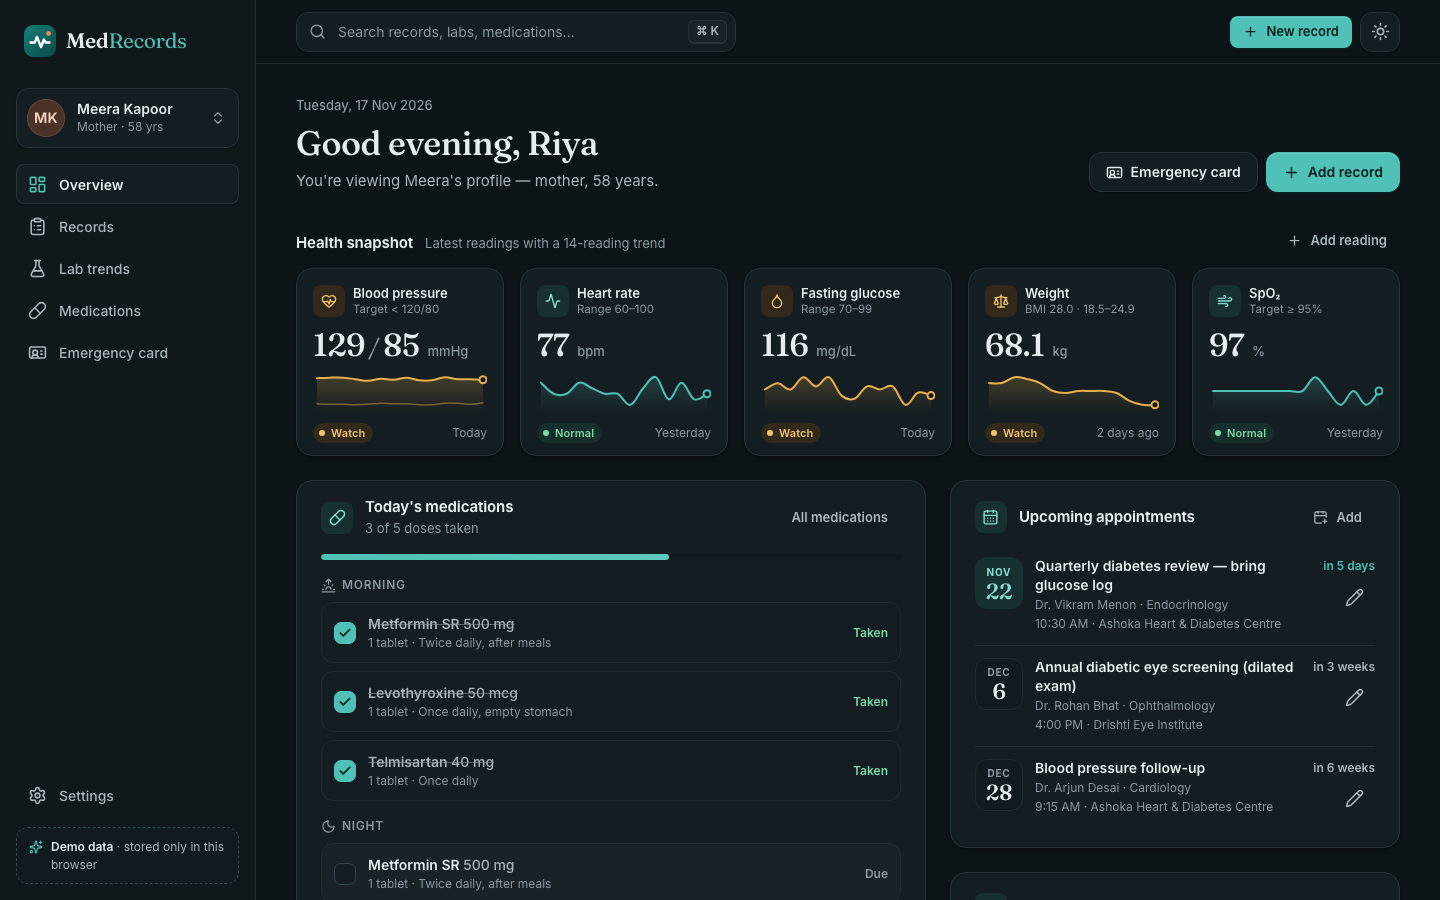 MedRecords
Search records, labs, medications...
⌘ K
New record
MK
Meera Kapoor
Mother · 58 yrs
Overview
Records
Lab trends
Medications
Emergency card
Settings
Demo data · stored only in this
browser
Tuesday, 17 Nov 2026
Good evening, Riya
You're viewing Meera's profile — mother, 58 years.
Emergency card
Add record
Health snapshot Latest readings with a 14-reading trend
Add reading
Blood pressure
Target < 120/80
129/85 mmHg
Watch Today
Heart rate
Range 60–100
77 bpm
Normal Yesterday
Fasting glucose
Range 70–99
116 mg/dL
Watch Today
Weight
BMI 28.0 · 18.5–24.9
68.1 kg
Watch 2 days ago
SpO₂
Target ≥ 95%
97 %
Normal Yesterday
Today's medications
3 of 5 doses taken
All medications
MORNING
Metformin SR 500 mg
1 tablet · Twice daily, after meals
Taken
Levothyroxine 50 mcg
1 tablet · Once daily, empty stomach
Taken
Telmisartan 40 mg
1 tablet · Once daily
Taken
NIGHT
Metformin SR 500 mg
1 tablet · Twice daily, after meals
Due
Upcoming appointments
Add
NOV
22
Quarterly diabetes review — bring
glucose log
Dr. Vikram Menon · Endocrinology
10:30 AM · Ashoka Heart & Diabetes Centre
in 5 days
DEC
6
Annual diabetic eye screening (dilated
exam)
Dr. Rohan Bhat · Ophthalmology
4:00 PM · Drishti Eye Institute
in 3 weeks
DEC
28
Blood pressure follow-up
Dr. Arjun Desai · Cardiology
9:15 AM · Ashoka Heart & Diabetes Centre
in 6 weeks